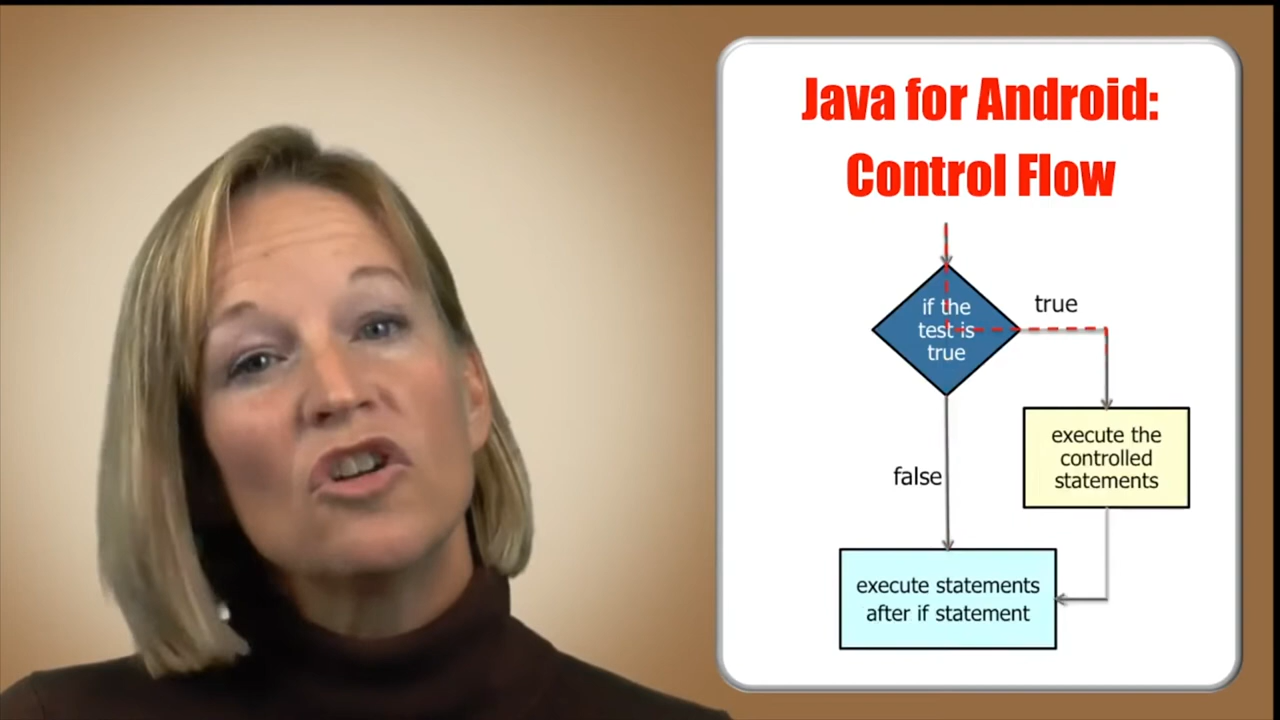 Java for Android:
Control Flow
if the
test is
true
true
execute the
controlled
statements
false
execute statements
after if statement